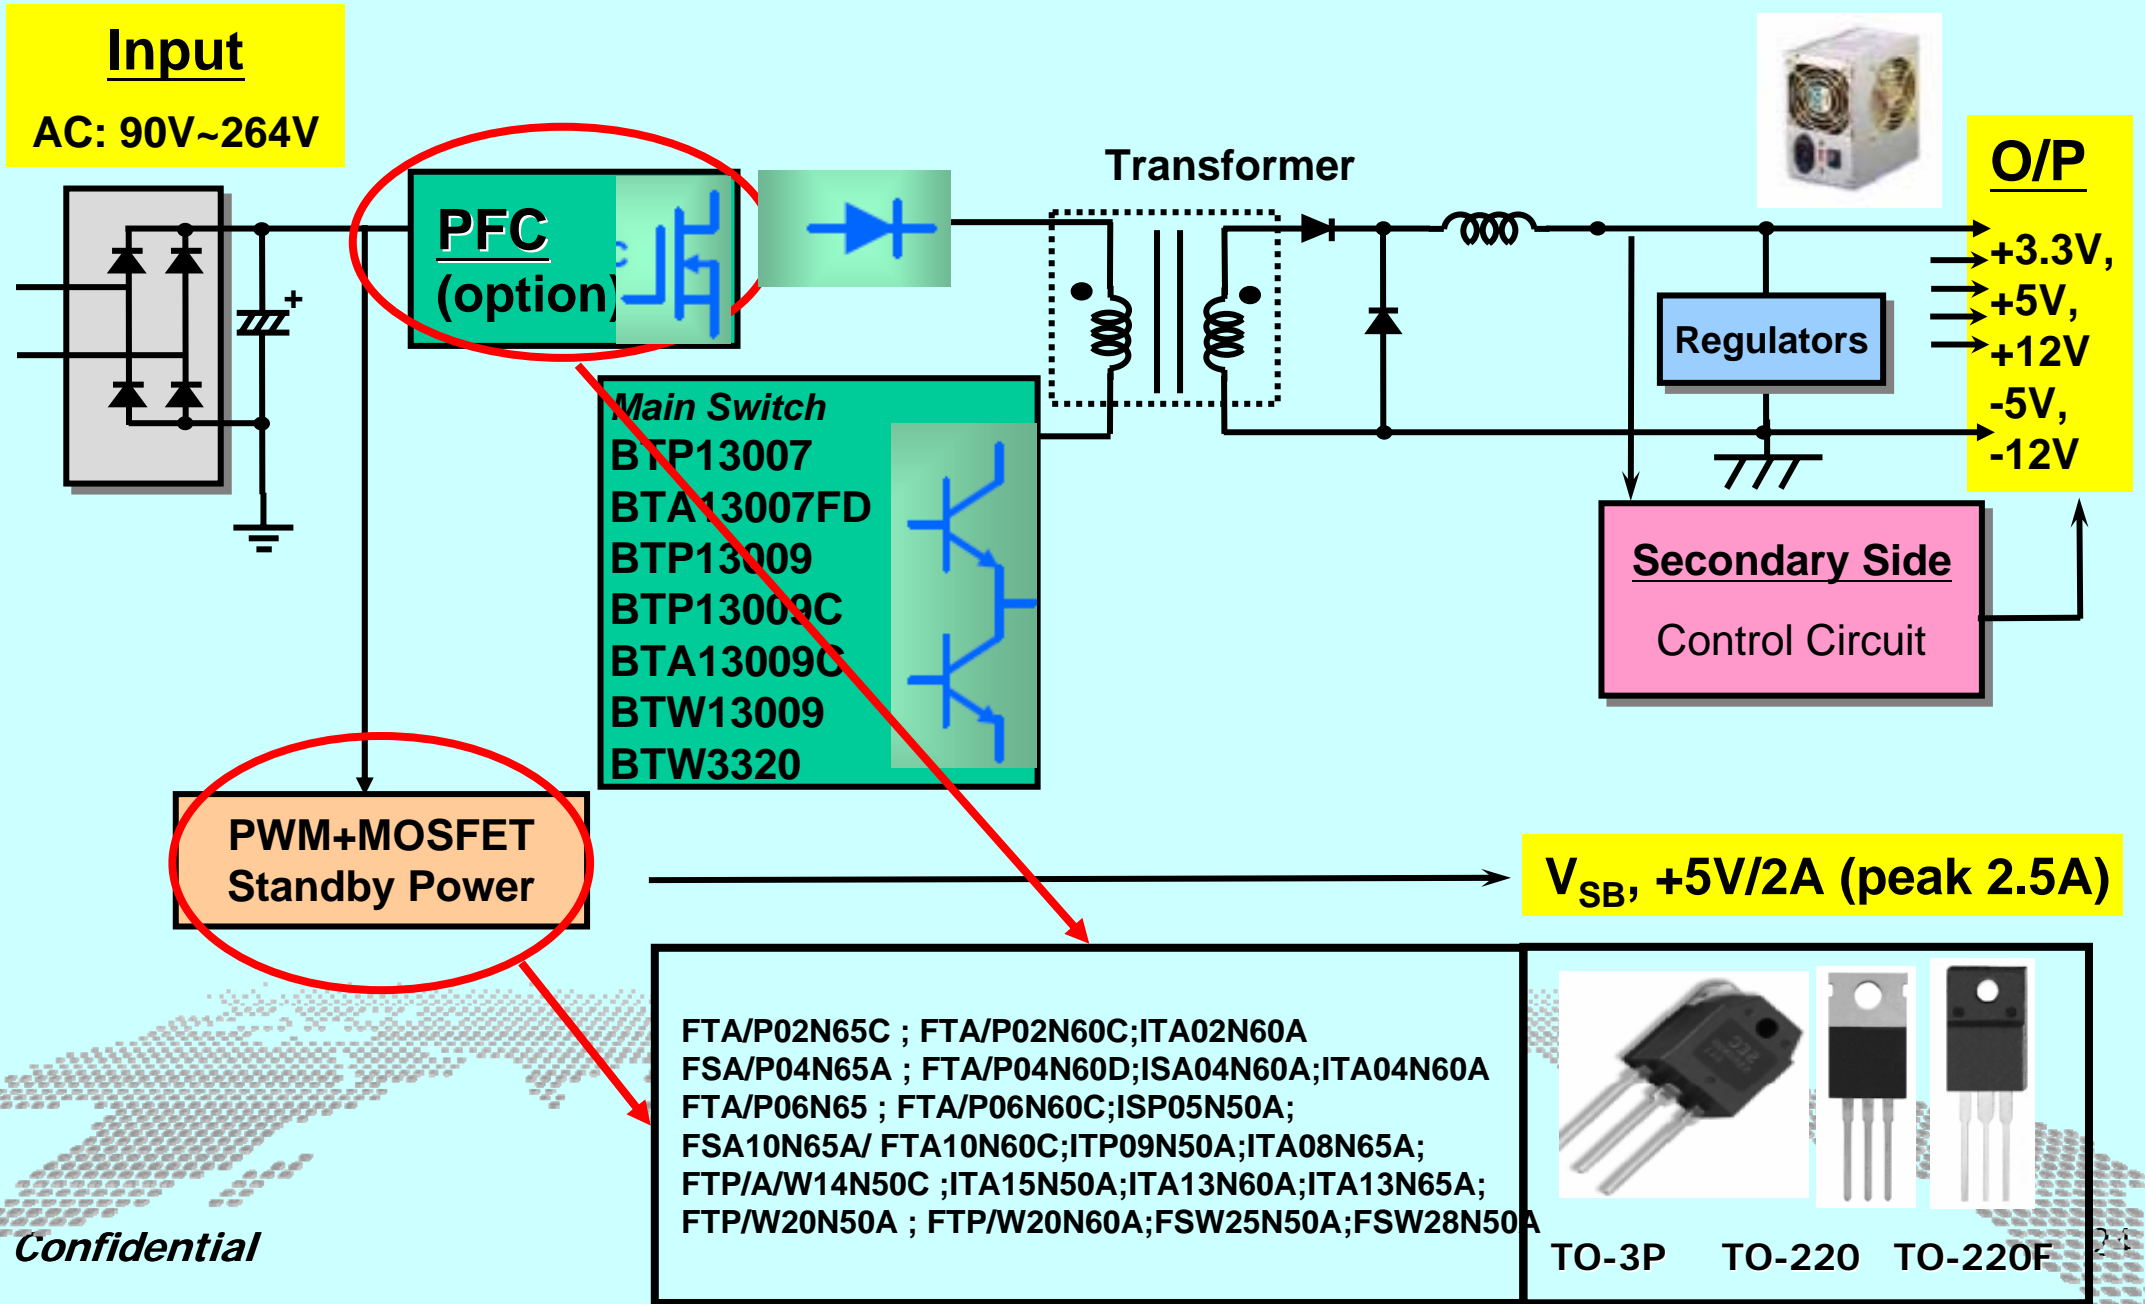 Input
AC: 90V~264V
PFC
(option)
C
Transformer
O/P
+3.3V,
+5V,
+12V
-5V,
-12V
+
Regulators
Main Switch
BTP13007
BTA13007FD
BTP13009
BTP13009C
BTA13009C
BTW13009
BTW3320
Secondary Side
Control Circuit
PWM+MOSFET
Standby Power
VSB, +5V/2A (peak 2.5A)
FTA/P02N65C ; FTA/P02N60C;ITA02N60A
FSA/P04N65A ; FTA/P04N60D;ISA04N60A;ITA04N60A
FTA/P06N65 ; FTA/P06N60C;ISP05N50A;
FSA10N65A/ FTA10N60C;ITP09N50A;ITA08N65A;
FTP/A/W14N50C ;ITA15N50A;ITA13N60A;ITA13N65A;
FTP/W20N50A ; FTP/W20N60A;FSW25N50A;FSW28N50A
TO-3P TO-220 TO-220F
Confidential